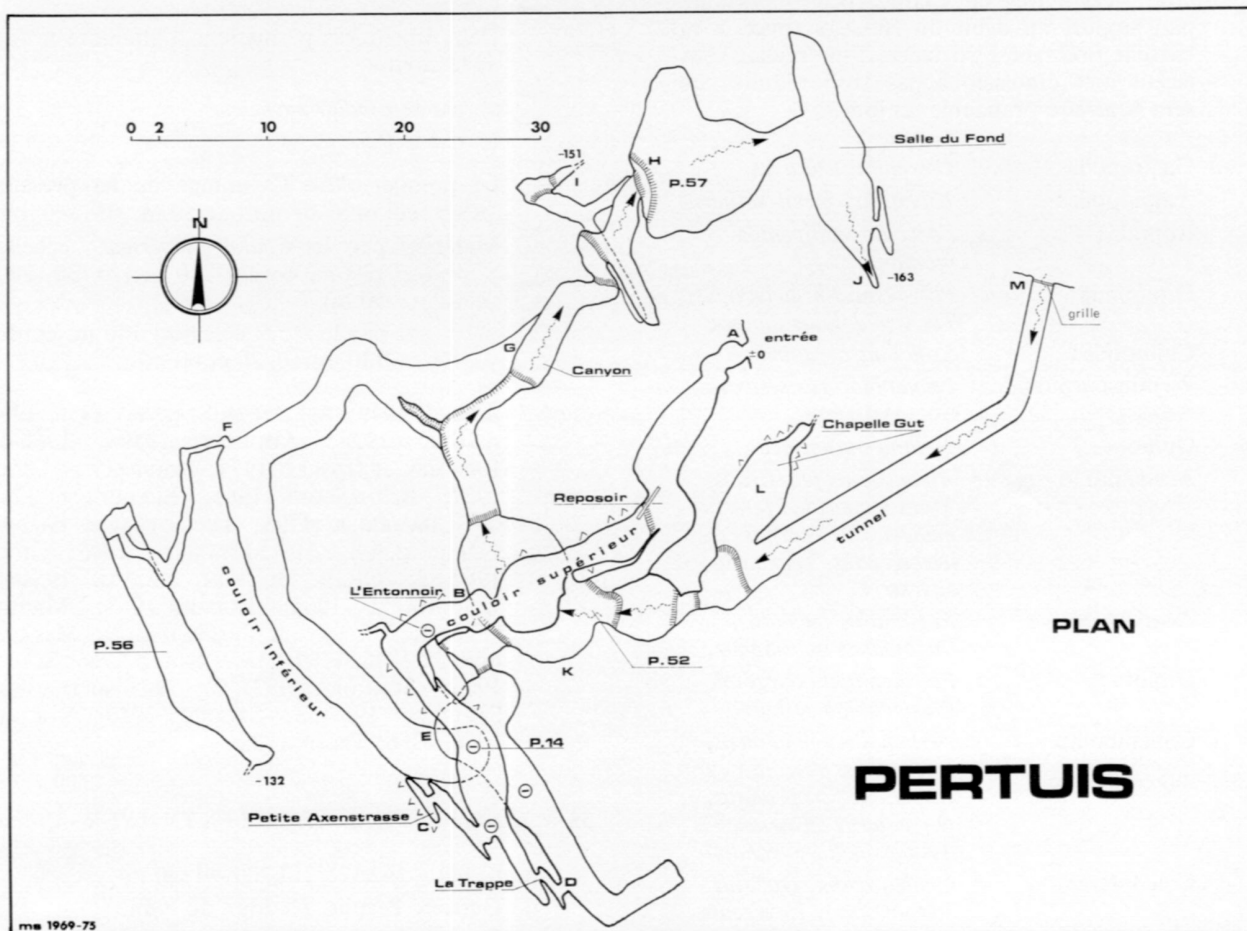 0 2 10 20 30
-151
I
H
P.57
Salle du Fond
N
J
-163
M
grille
A
entrée
±0
G
Canyon
Chapelle Gut
F
L
Reposoir
tunnel
L'Entonnoir
B
couloir supérieur
PLAN
P.56
couloir inférieur
P.52
K
E
P.14
PERTUIS
-132
Petite Axenstrasse
C
La Trappe
D
ms 1969-75